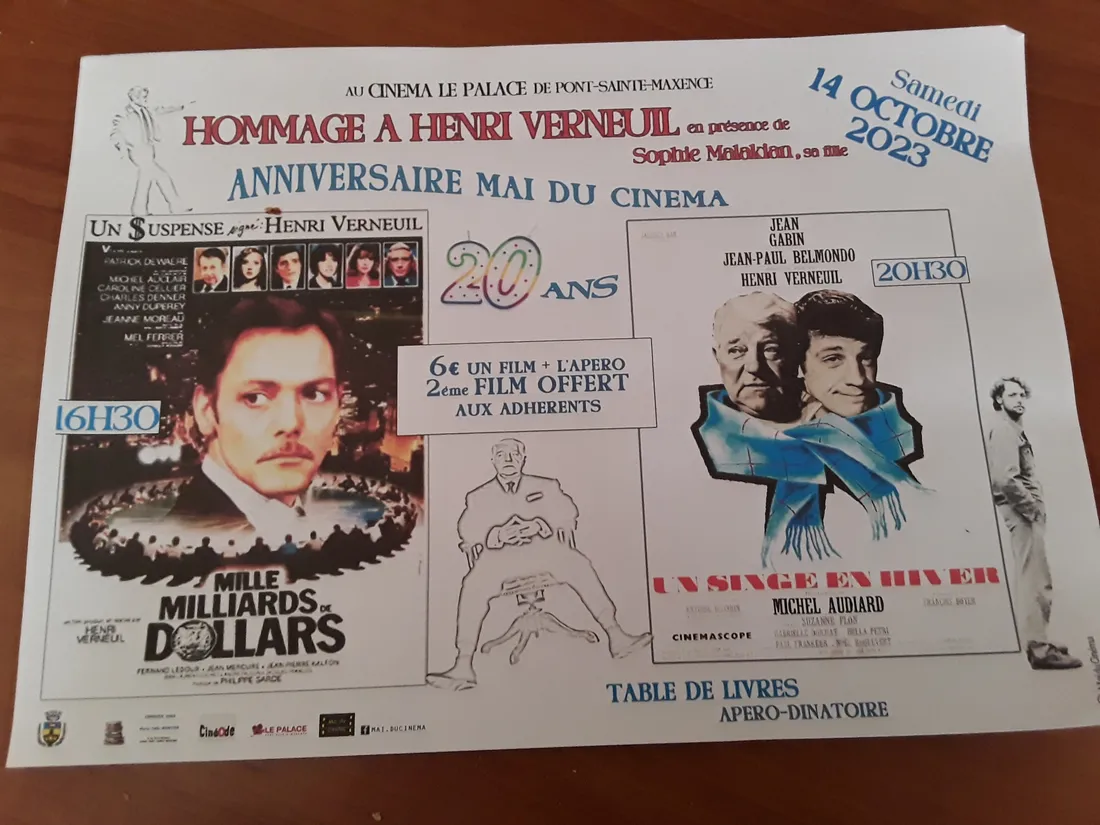 AU CINEMA LE PALACE DE PONT-SAINTE-MAXENCE
HOMMAGE A HENRI VERNEUIL en présence de
Sophie Malakian, sa fille
Samedi
14 OCTOBRE
2023
ANNIVERSAIRE MAI DU CINEMA
20 ANS
UN $USPENSE signé: HENRI VERNEUIL
PATRICK DEWAERE
MICHEL AUCLAIR
CAROLINE CELLIER
CHARLES DENNER
ANNY DUPEREY
JEANNE MOREAU
MEL FERRER
16H30
MILLE
MILLIARDS DE
DOLLARS
HENRI
VERNEUIL
FERNAND LEDOUX - JEAN MERCURE - JEAN-PIERRE KALFON
PHILIPPE SARDE
6€ UN FILM + L'APERO
2éme FILM OFFERT
AUX ADHERENTS
JEAN
GABIN
JEAN-PAUL BELMONDO
HENRI VERNEUIL
20H30
UN SINGE EN HIVER
MICHEL AUDIARD
FRANÇOIS BOYER
SUZANNE FLON
CINEMASCOPE
TABLE DE LIVRES
APERO-DINATOIRE
CinéOde
LE PALACE
MAI.DUCINEMA